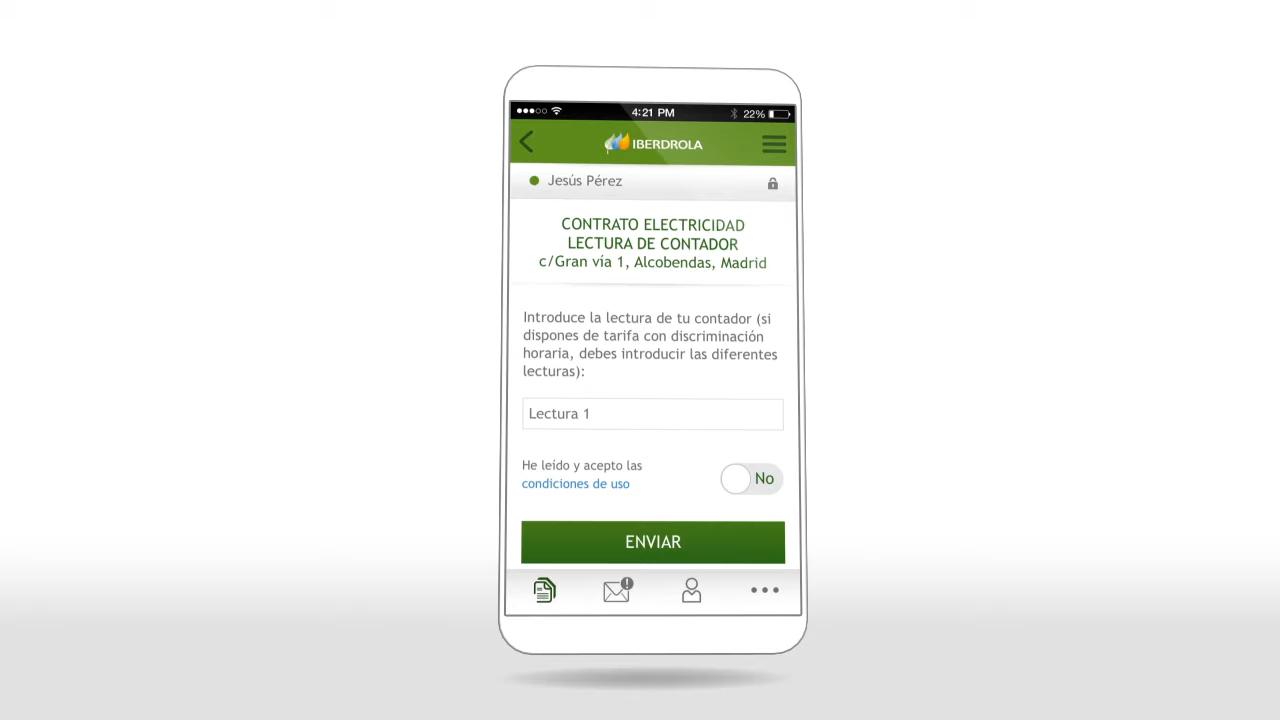 4:21 PM
22%
IBERDROLA
Jesús Pérez
CONTRATO ELECTRICIDAD
LECTURA DE CONTADOR
c/Gran vía 1, Alcobendas, Madrid
Introduce la lectura de tu contador (si
dispones de tarifa con discriminación
horaria, debes introducir las diferentes
lecturas):
Lectura 1
He leído y acepto las
condiciones de uso
No
ENVIAR